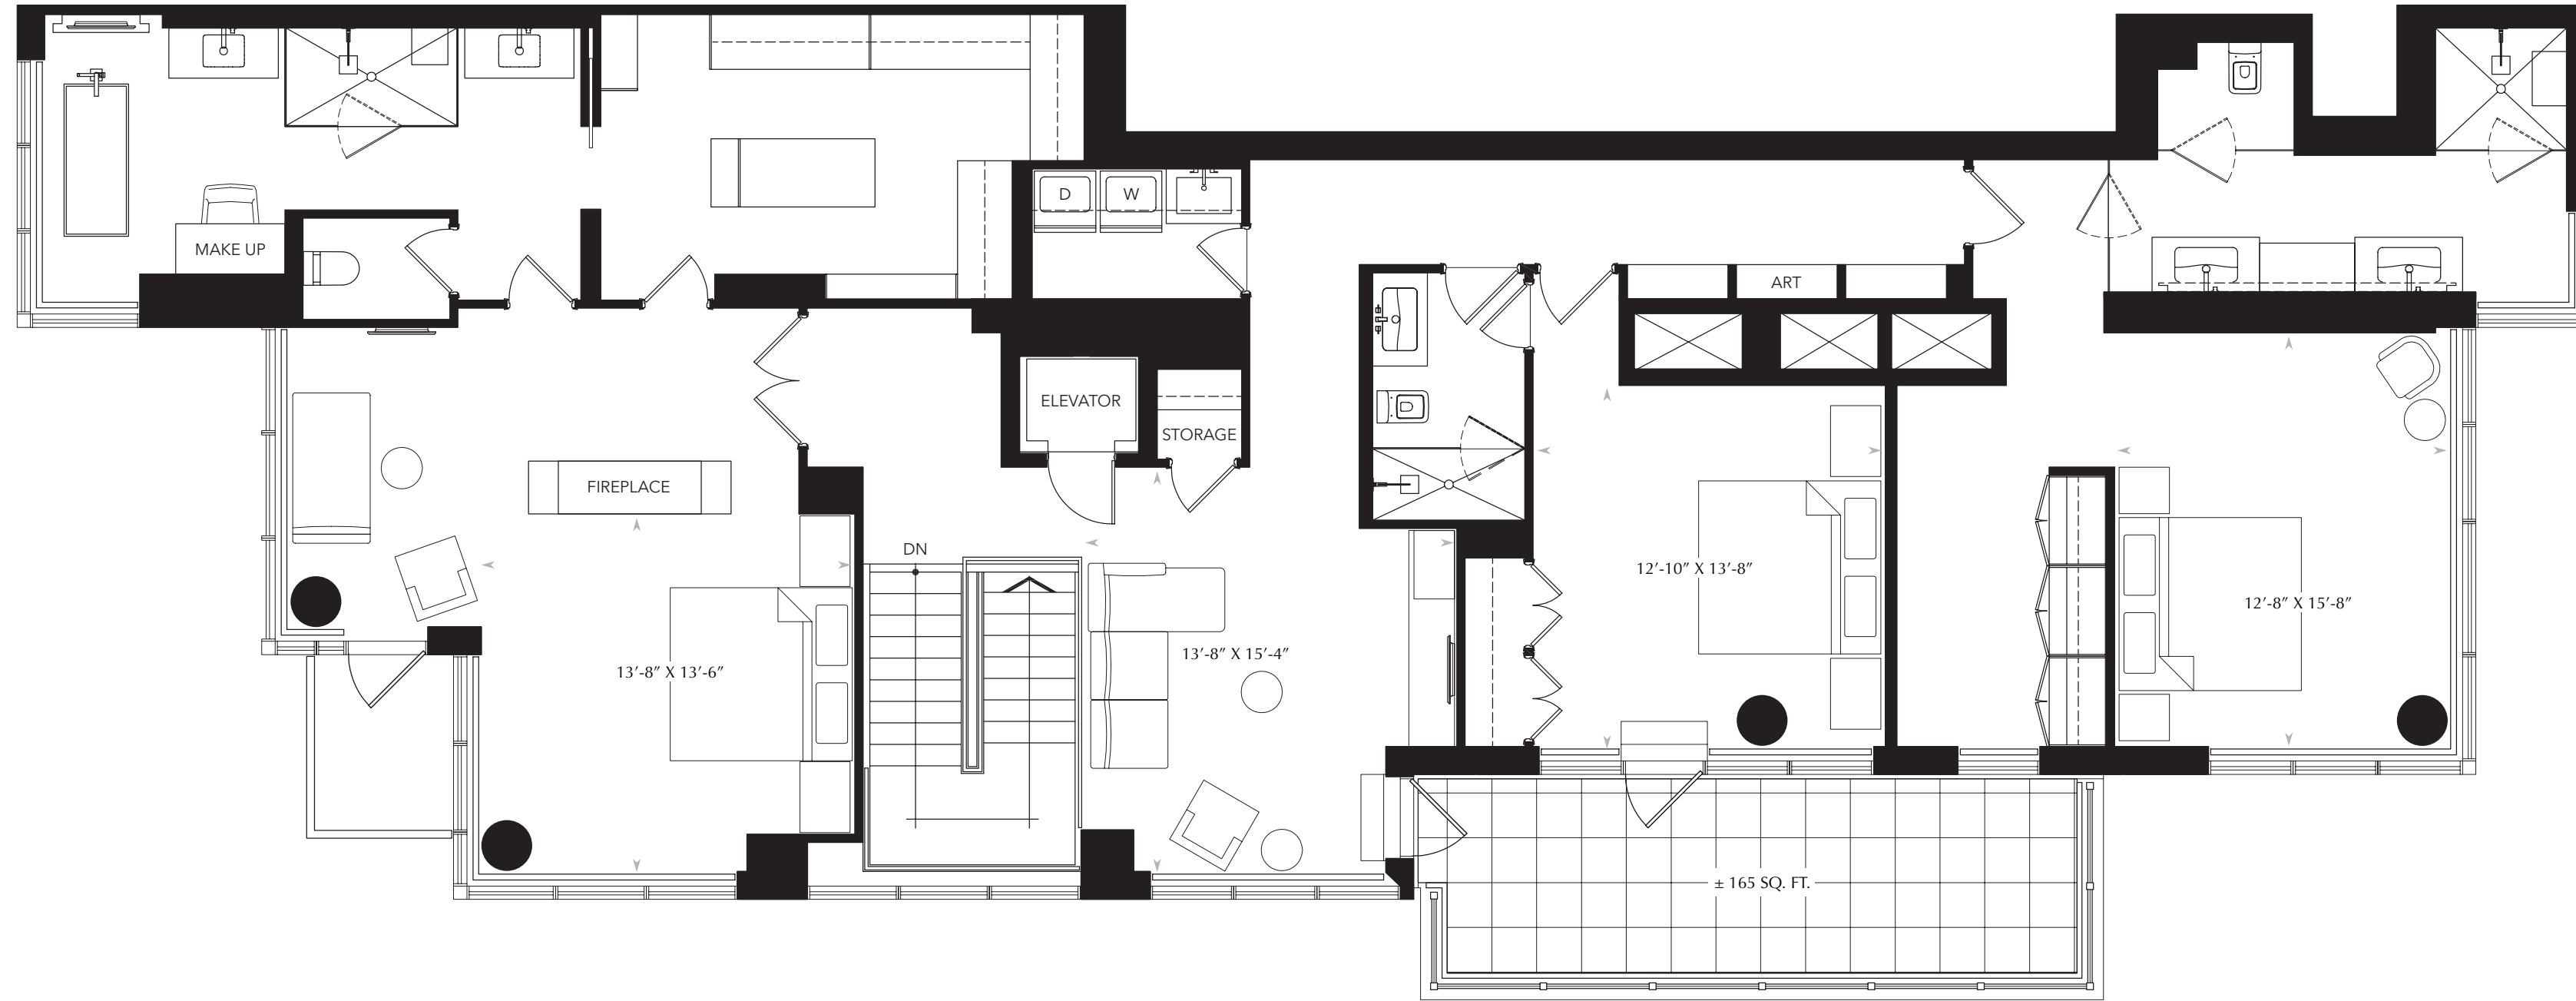 D
W
MAKE UP
ART
ELEVATOR
STORAGE
FIREPLACE
DN
12'-10" X 13'-8"
12'-8" X 15'-8"
13'-8" X 15'-4"
13'-8" X 13'-6"
± 165 SQ. FT.